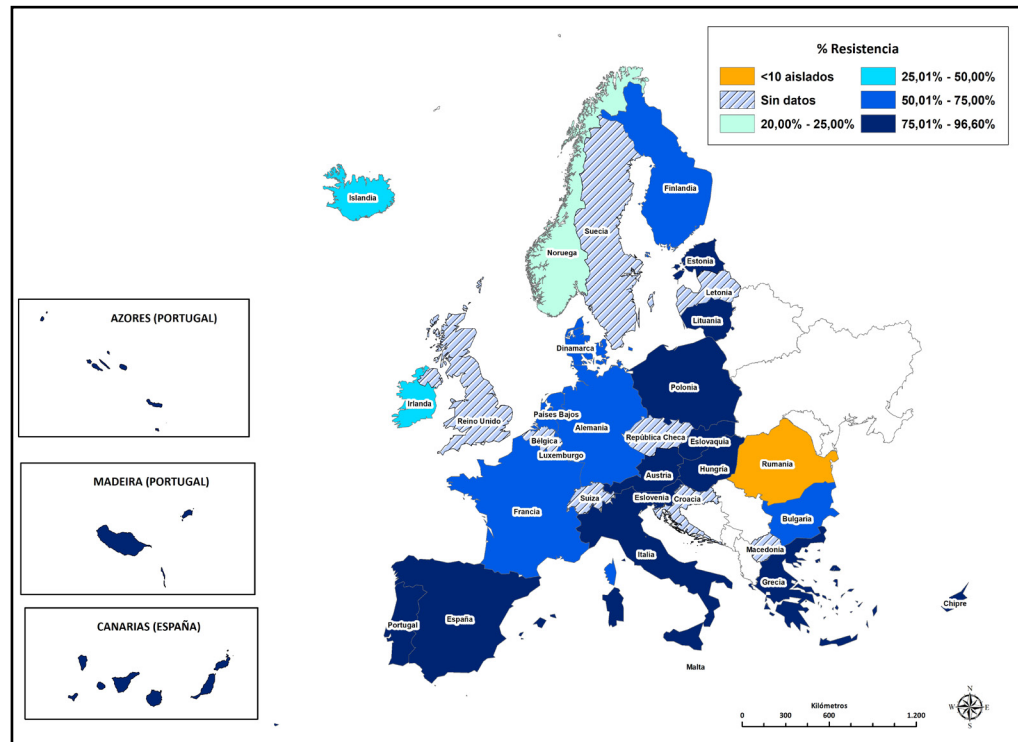 % Resistencia
<10 aislados
Sin datos
20,00% - 25,00%
25,01% - 50,00%
50,01% - 75,00%
75,01% - 96,60%
Islandia
Finlandia
Suecia
Noruega
Estonia
Letonia
Lituania
Dinamarca
Irlanda
Reino Unido
Países Bajos
Polonia
Alemania
Bélgica
República Checa
Luxemburgo
Eslovaquia
Austria
Hungría
Rumania
Suiza
Eslovenia
Croacia
Francia
Bulgaria
Italia
Macedonia
Grecia
Portugal
España
Chipre
Malta
AZORES (PORTUGAL)
MADEIRA (PORTUGAL)
CANARIAS (ESPAÑA)
Kilómetros
0 300 600 1.200
N
W E
S